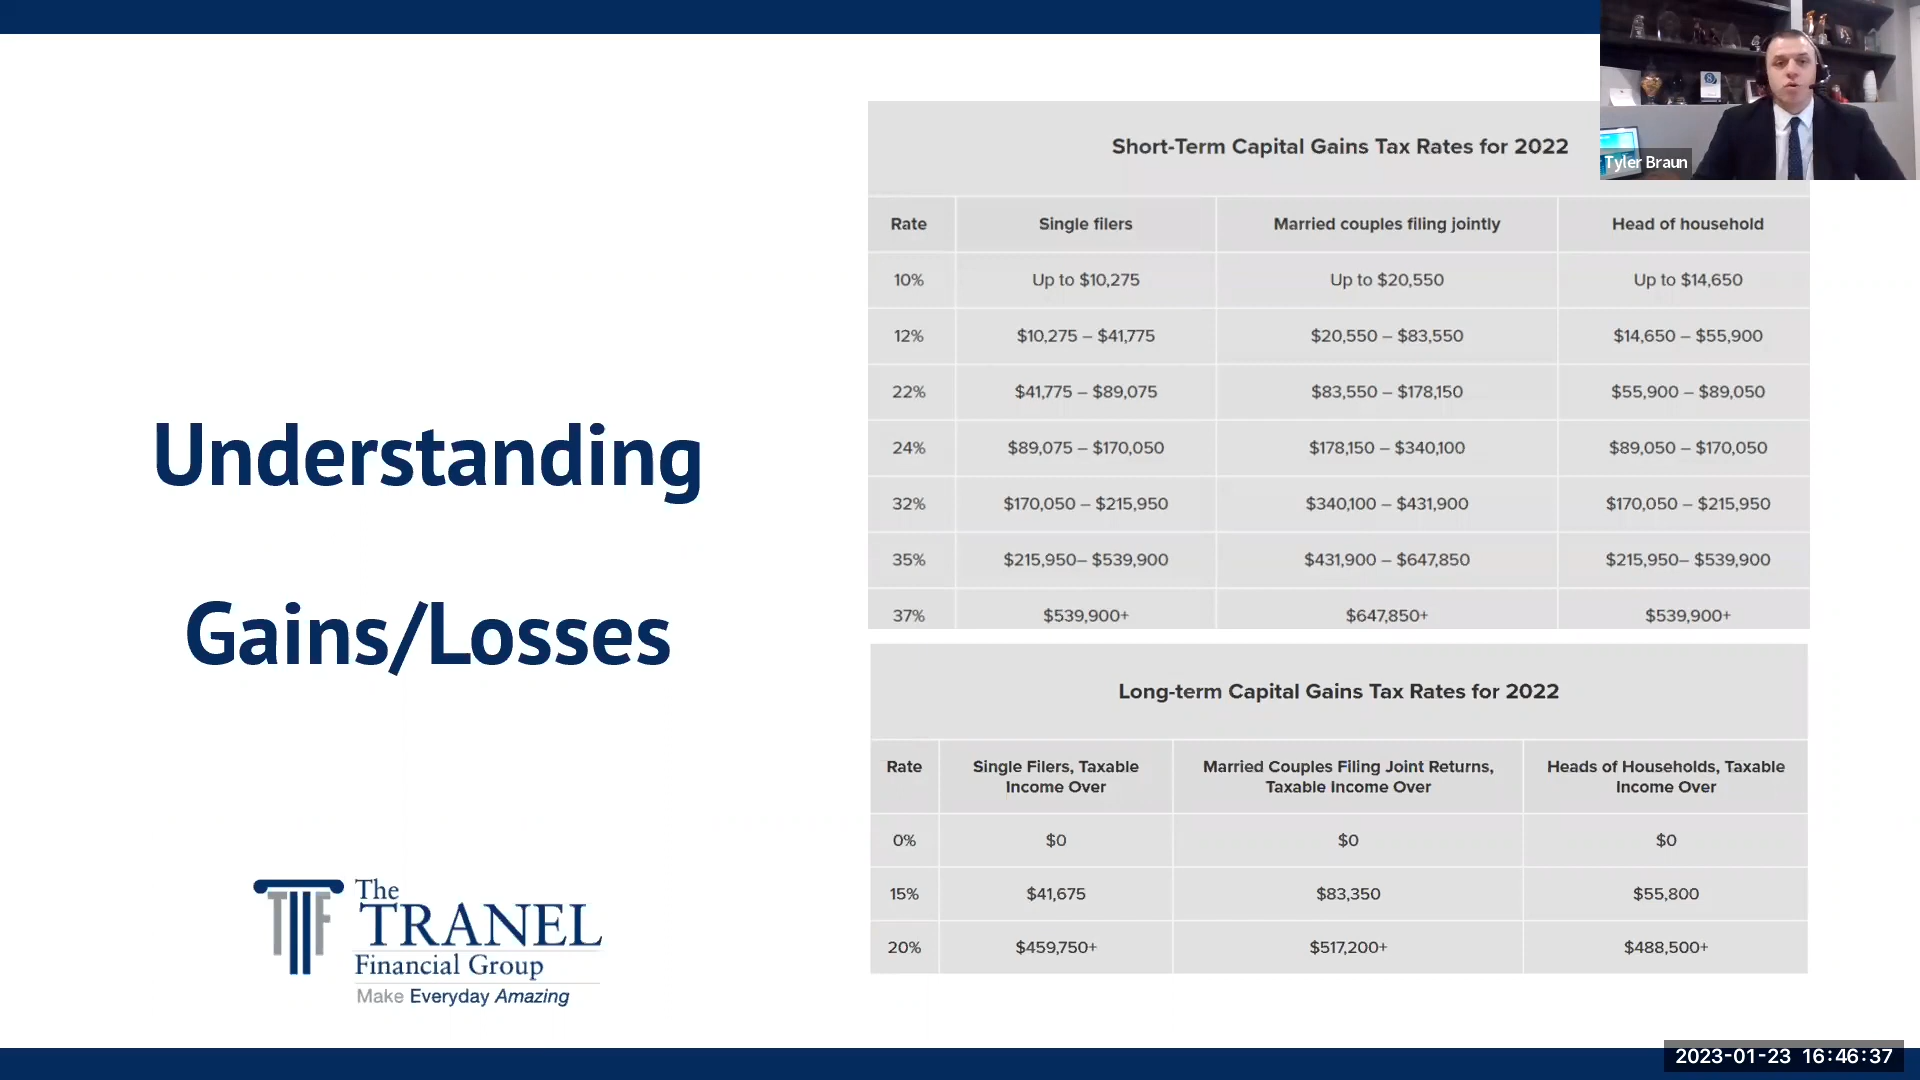 Understanding
Gains/Losses
The
TRANEL
Financial Group
Make Everyday Amazing
Short-Term Capital Gains Tax Rates for 2022
Rate Single filers Married couples filing jointly Head of household
10% Up to $10,275 Up to $20,550 Up to $14,650
12% $10,275 – $41,775 $20,550 – $83,550 $14,650 – $55,900
22% $41,775 – $89,075 $83,550 – $178,150 $55,900 – $89,050
24% $89,075 – $170,050 $178,150 – $340,100 $89,050 – $170,050
32% $170,050 – $215,950 $340,100 – $431,900 $170,050 – $215,950
35% $215,950– $539,900 $431,900 – $647,850 $215,950– $539,900
37% $539,900+ $647,850+ $539,900+
Long-term Capital Gains Tax Rates for 2022
Rate Single Filers, Taxable Married Couples Filing Joint Returns, Heads of Households, Taxable
Income Over Taxable Income Over Income Over
0% $0 $0 $0
15% $41,675 $83,350 $55,800
20% $459,750+ $517,200+ $488,500+
Tyler Braun
2023-01-23 16:46:37